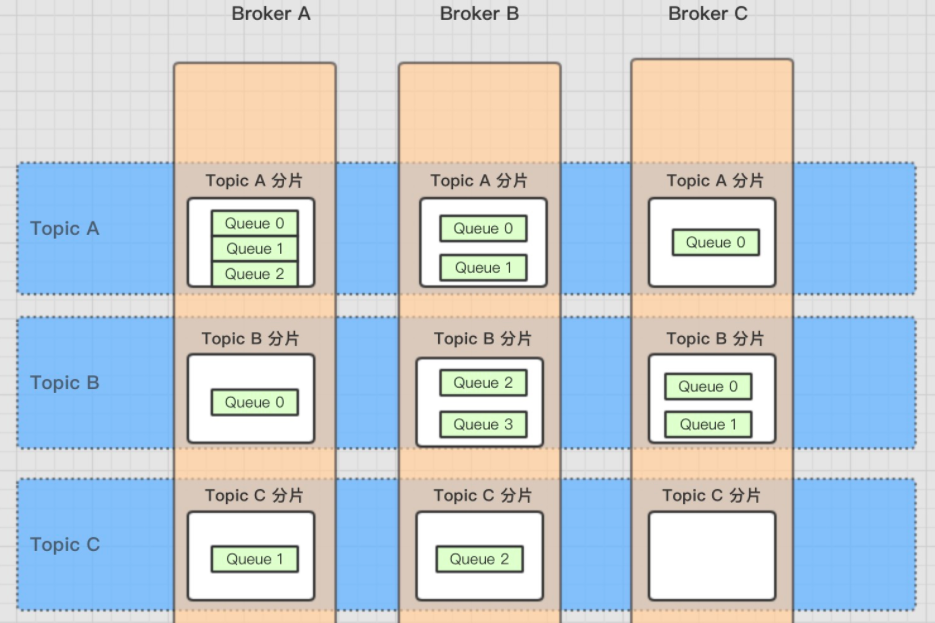 Broker A Broker B Broker C
Topic A 分片 Topic A 分片 Topic A 分片
Topic A
Queue 0
Queue 1
Queue 2
Queue 0
Queue 1
Queue 0
Topic B 分片 Topic B 分片 Topic B 分片
Topic B
Queue 0
Queue 2
Queue 3
Queue 0
Queue 1
Topic C 分片 Topic C 分片 Topic C 分片
Topic C
Queue 1
Queue 2